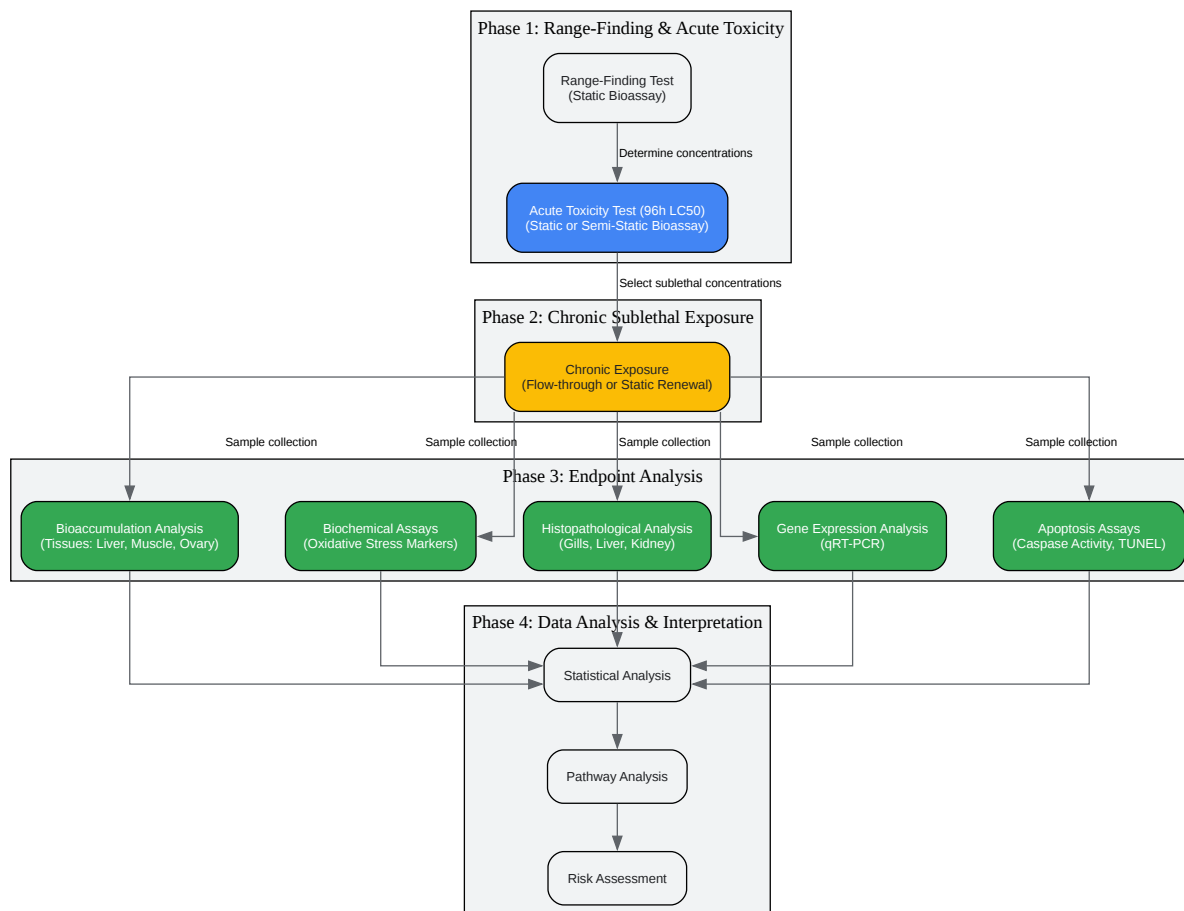 Phase 1: Range-Finding & Acute Toxicity
Range-Finding Test
(Static Bioassay)
Determine concentrations
Acute Toxicity Test (96h LC50)
(Static or Semi-Static Bioassay)
Select sublethal concentrations
Phase 2: Chronic Sublethal Exposure
Chronic Exposure
(Flow-through or Static Renewal)
Sample collection
Sample collection
Sample collection
Sample collection
Sample collection
Phase 3: Endpoint Analysis
Bioaccumulation Analysis
(Tissues: Liver, Muscle, Ovary)
Biochemical Assays
(Oxidative Stress Markers)
Histopathological Analysis
(Gills, Liver, Kidney)
Gene Expression Analysis
(qRT-PCR)
Apoptosis Assays
(Caspase Activity, TUNEL)
Phase 4: Data Analysis & Interpretation
Statistical Analysis
Pathway Analysis
Risk Assessment